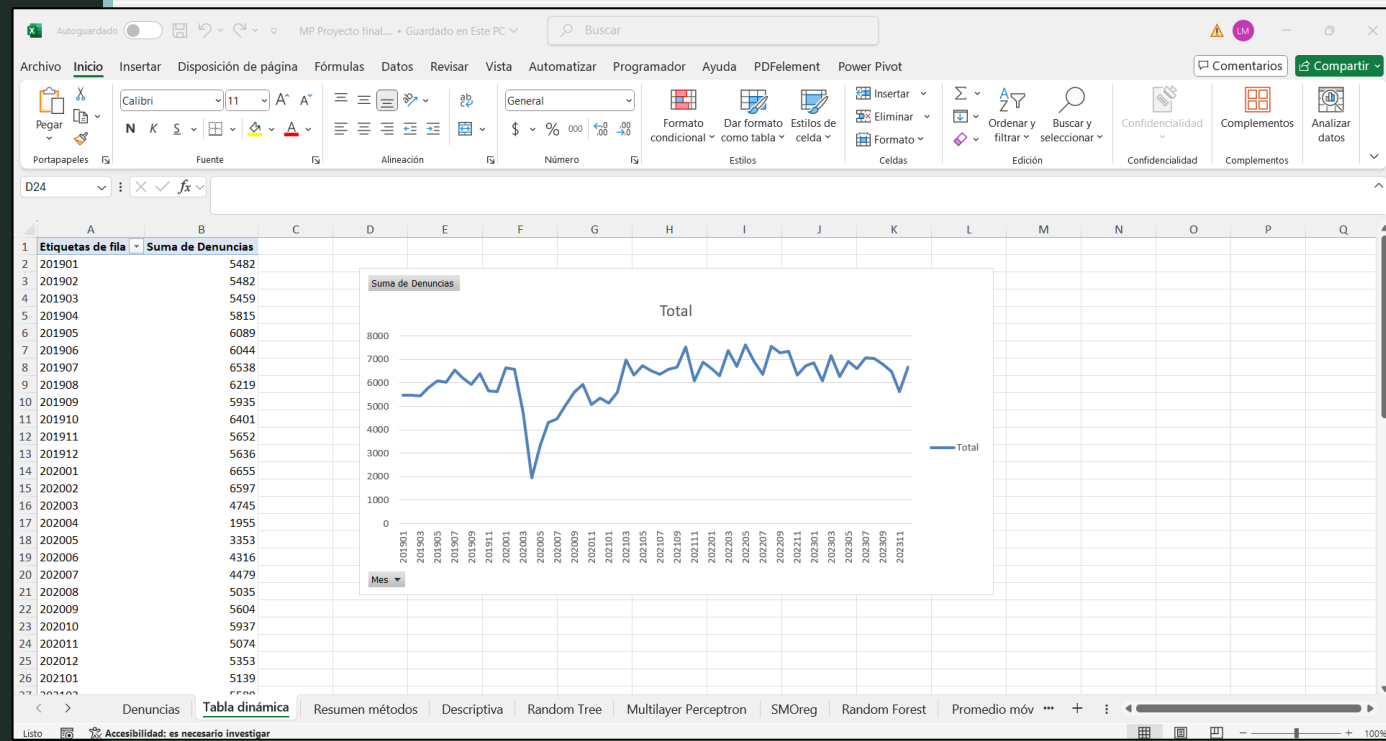 Autoguardado MP Proyecto final.... • Guardado en Este PC Buscar LM
Archivo Inicio Insertar Disposición de página Fórmulas Datos Revisar Vista Automatizar Programador Ayuda PDFelement Power Pivot Comentarios Compartir
Pegar Calibri 11 General Formato condicional Dar formato como tabla Estilos de celda Insertar Eliminar Formato Ordenar y filtrar Buscar y seleccionar Confidencialidad Complementos Analizar datos
N K S $ % 000
Portapapeles Fuente Alineación Número Estilos Celdas Edición Confidencialidad Complementos
D24 fx
A B C D E F G H I J K L M N O P Q
1 Etiquetas de fila Suma de Denuncias
2 201901 5482
3 201902 5482
4 201903 5459
5 201904 5815
6 201905 6089
7 201906 6044
8 201907 6538
9 201908 6219
10 201909 5935
11 201910 6401
12 201911 5652
13 201912 5636
14 202001 6655
15 202002 6597
16 202003 4745
17 202004 1955
18 202005 3353
19 202006 4316
20 202007 4479
21 202008 5035
22 202009 5604
23 202010 5937
24 202011 5074
25 202012 5353
26 202101 5139
Suma de Denuncias
Total
8000
7000
6000
5000
4000
3000
2000
1000
0
201901 201903 201905 201907 201909 201911 202001 202003 202005 202007 202009 202011 202101 202103 202105 202107 202109 202111 202201 202203 202205 202207 202209 202211 202301 202303 202305 202307 202309 202311
Total
Mes
Denuncias Tabla dinámica Resumen métodos Descriptiva Random Tree Multilayer Perceptron SMOreg Random Forest Promedio móv
Listo Accesibilidad: es necesario investigar 100%